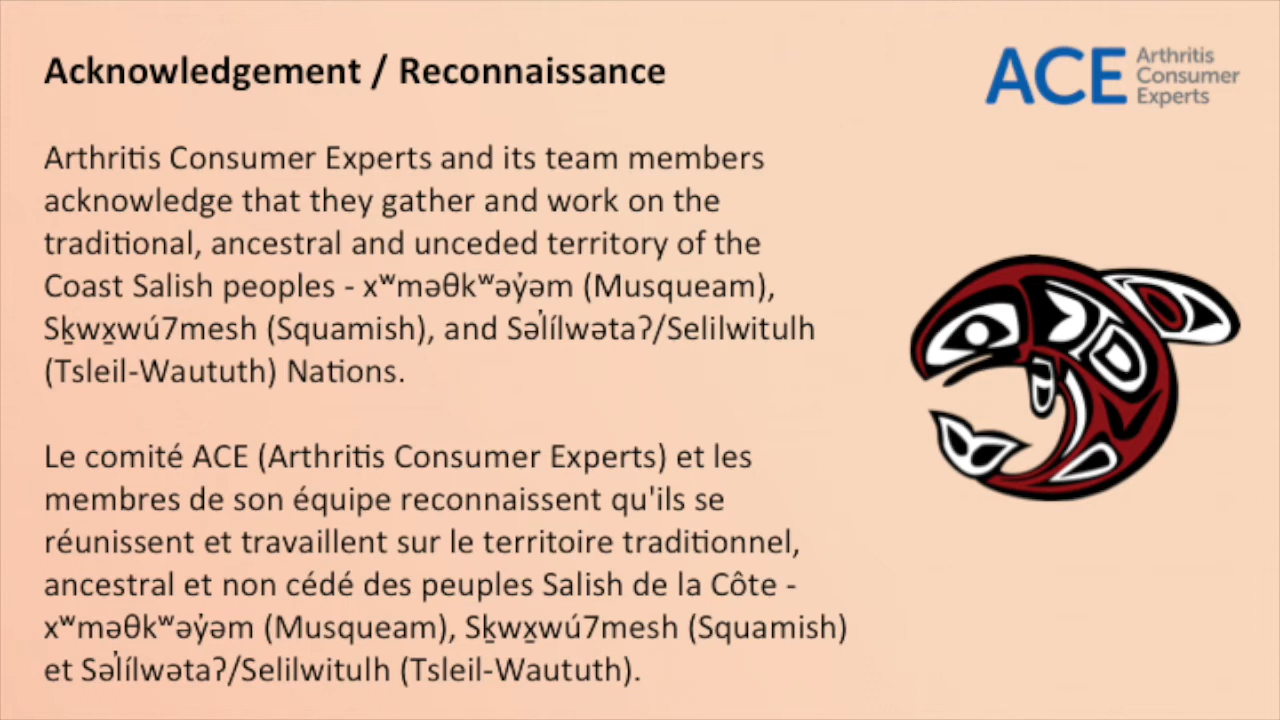 Acknowledgement / Reconnaissance
ACE Arthritis
Consumer
Experts
Arthritis Consumer Experts and its team members
acknowledge that they gather and work on the
traditional, ancestral and unceded territory of the
Coast Salish peoples - xʷməθkʷəy̓əm (Musqueam),
Sḵwx̱wú7mesh (Squamish), and Səl̓ílwətaʔ/Selilwitulh
(Tsleil-Waututh) Nations.
Le comité ACE (Arthritis Consumer Experts) et les
membres de son équipe reconnaissent qu'ils se
réunissent et travaillent sur le territoire traditionnel,
ancestral et non cédé des peuples Salish de la Côte -
xʷməθkʷəy̓əm (Musqueam), Sḵwx̱wú7mesh (Squamish)
et Səl̓ílwətaʔ/Selilwitulh (Tsleil-Waututh).